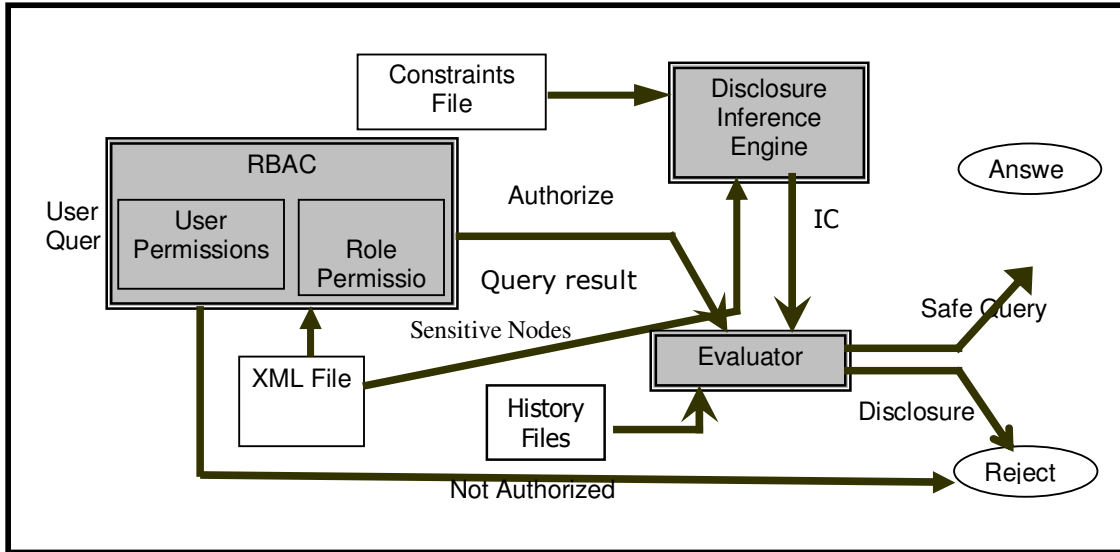 Constraints
File
Disclosure
Inference
Engine
Answe
RBAC
User
Quer
User
Permissions
Role
Permissio
Authorize
IC
Query result
Safe Query
Sensitive Nodes
XML File
Evaluator
History
Files
Disclosure
Not Authorized
Reject